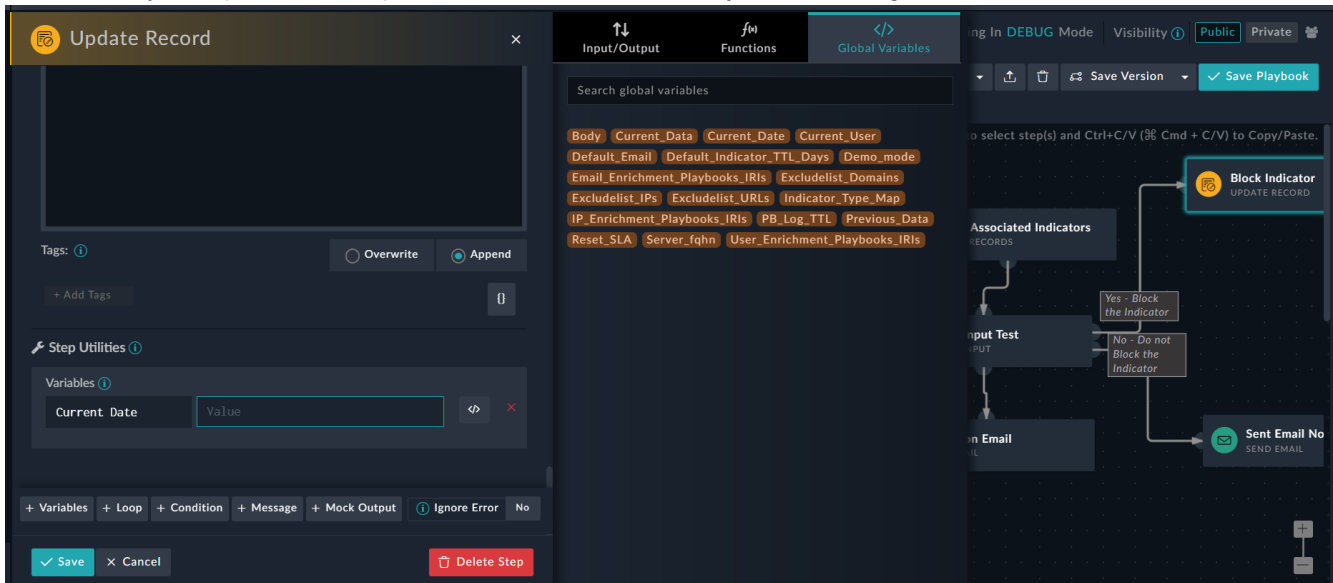 Update Record
×
Input/Output
f(x)
Functions
</>
Global Variables
ing In DEBUG Mode
Visibility
Public
Private
Save Version
Save Playbook
Search global variables
o select step(s) and Ctrl+C/V (⌘ Cmd + C/V) to Copy/Paste.
Body Current_Data Current_Date Current_User
Default_Email Default_Indicator_TTL_Days Demo_mode
Email_Enrichment_Playbooks_IRIs Excludelist_Domains
Excludelist_IPs Excludelist_URLs Indicator_Type_Map
IP_Enrichment_Playbooks_IRIs PB_Log_TTL Previous_Data
Reset_SLA Server_fqhn User_Enrichment_Playbooks_IRIs
Block Indicator
UPDATE RECORD
Associated Indicators
RECORDS
Yes - Block
the Indicator
nput Test
PUT
No - Do not
Block the
Indicator
on Email
IL
Sent Email No
SEND EMAIL
Tags:
Overwrite
Append
+ Add Tags
{}
Step Utilities
Variables
Current Date
Value
</>
×
+ Variables + Loop + Condition + Message + Mock Output Ignore Error No
Save
× Cancel
Delete Step